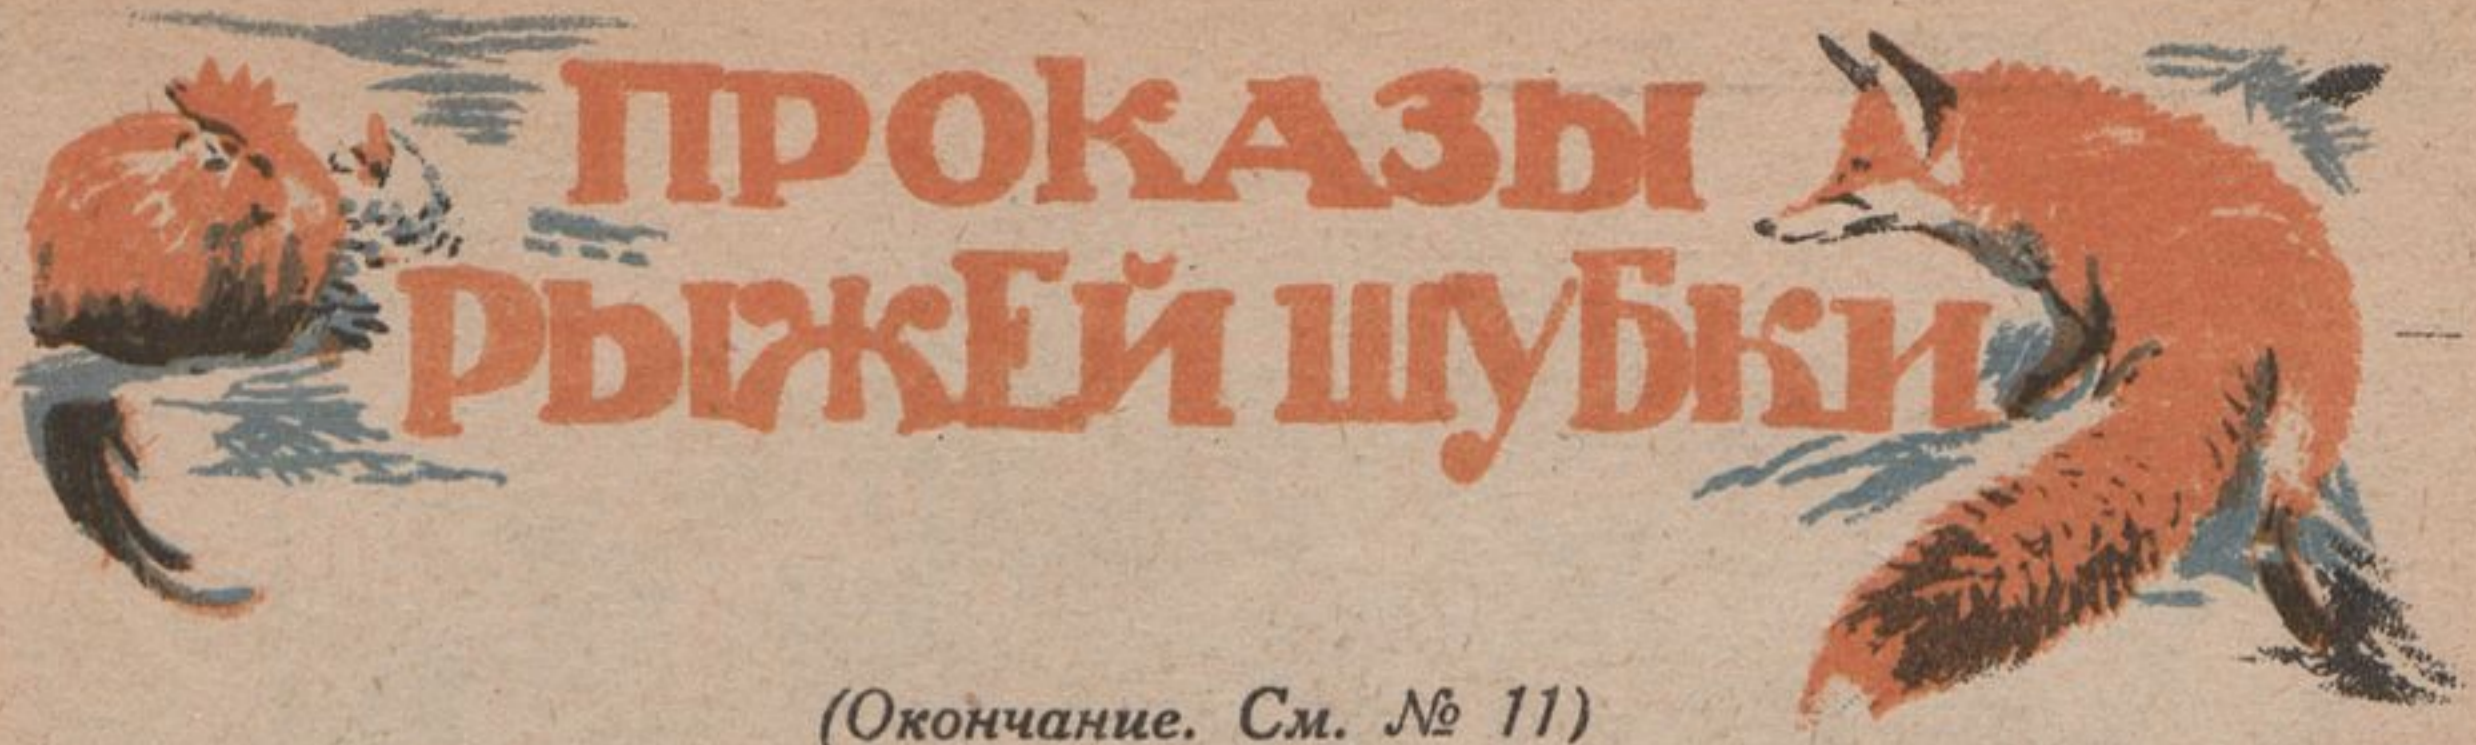 ПРОКАЗЫ
РЫЖЕЙ ШУБКИ
(Окончание. См. № 11)